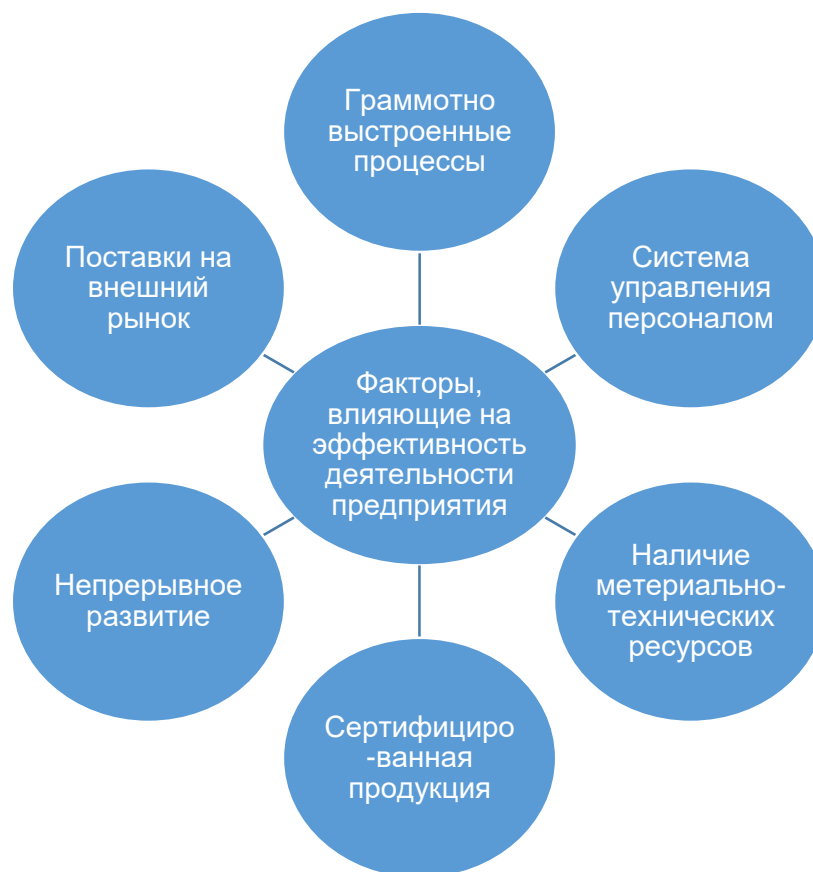 Граммотно
выстроенные
процессы
Поставки на
внешний
рынок
Система
управления
персоналом
Факторы,
влияющие на
эффективность
деятельности
предприятия
Непрерывное
развитие
Наличие
метериально-
технических
ресурсов
Сертифициро
-ванная
продукция